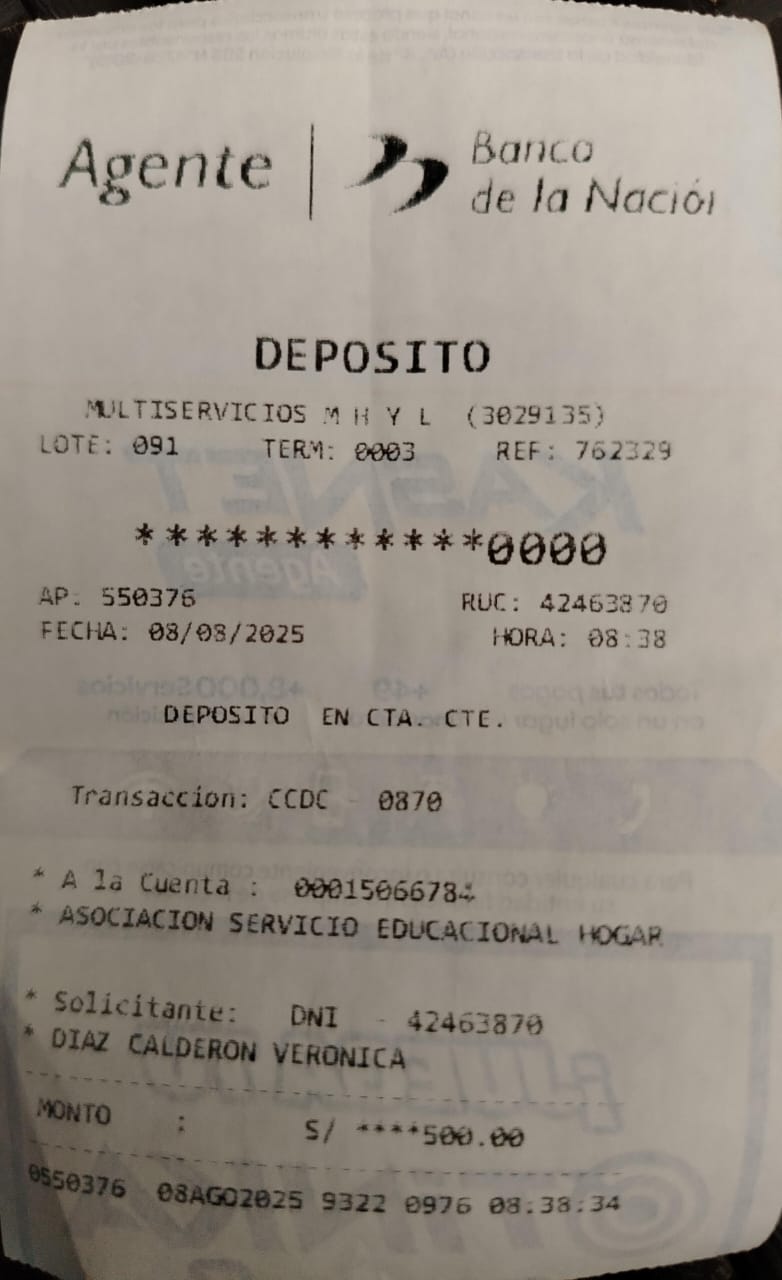 Agente | Banco
de la Nación
DEPOSITO
MULTISERVICIOS M H Y L (3029135)
LOTE: 091 TERM: 0003 REF: 762329
************0000
AP: 550376 RUC: 42463870
FECHA: 08/08/2025 HORA: 08:38
DEPOSITO EN CTA. CTE.
Transaccion: CCDC - 0870
* A la Cuenta : 00015066784
* ASOCIACION SERVICIO EDUCACIONAL HOGAR
* Solicitante: DNI - 42463870
* DIAZ CALDERON VERONICA
MONTO : S/ ****500.00
0550376 08AGO2025 9322 0976 08:38:34